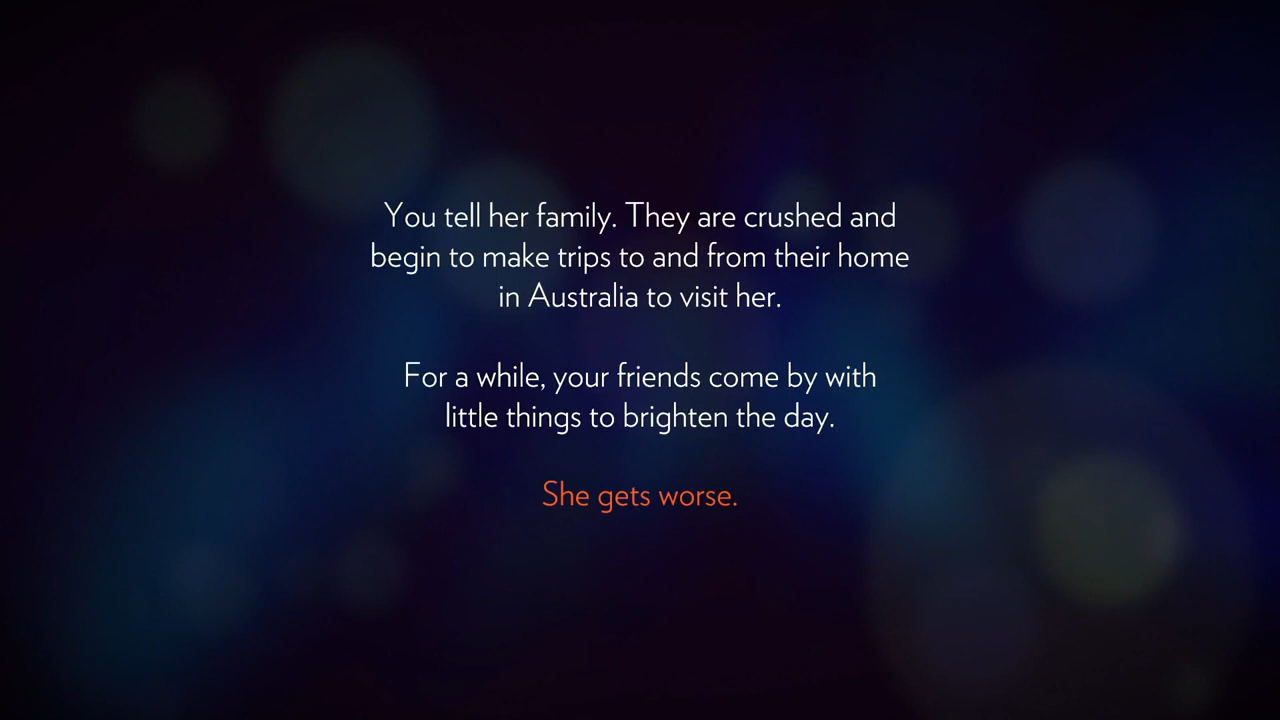 You tell her family. They are crushed and
begin to make trips to and from their home
in Australia to visit her.
For a while, your friends come by with
little things to brighten the day.
She gets worse.